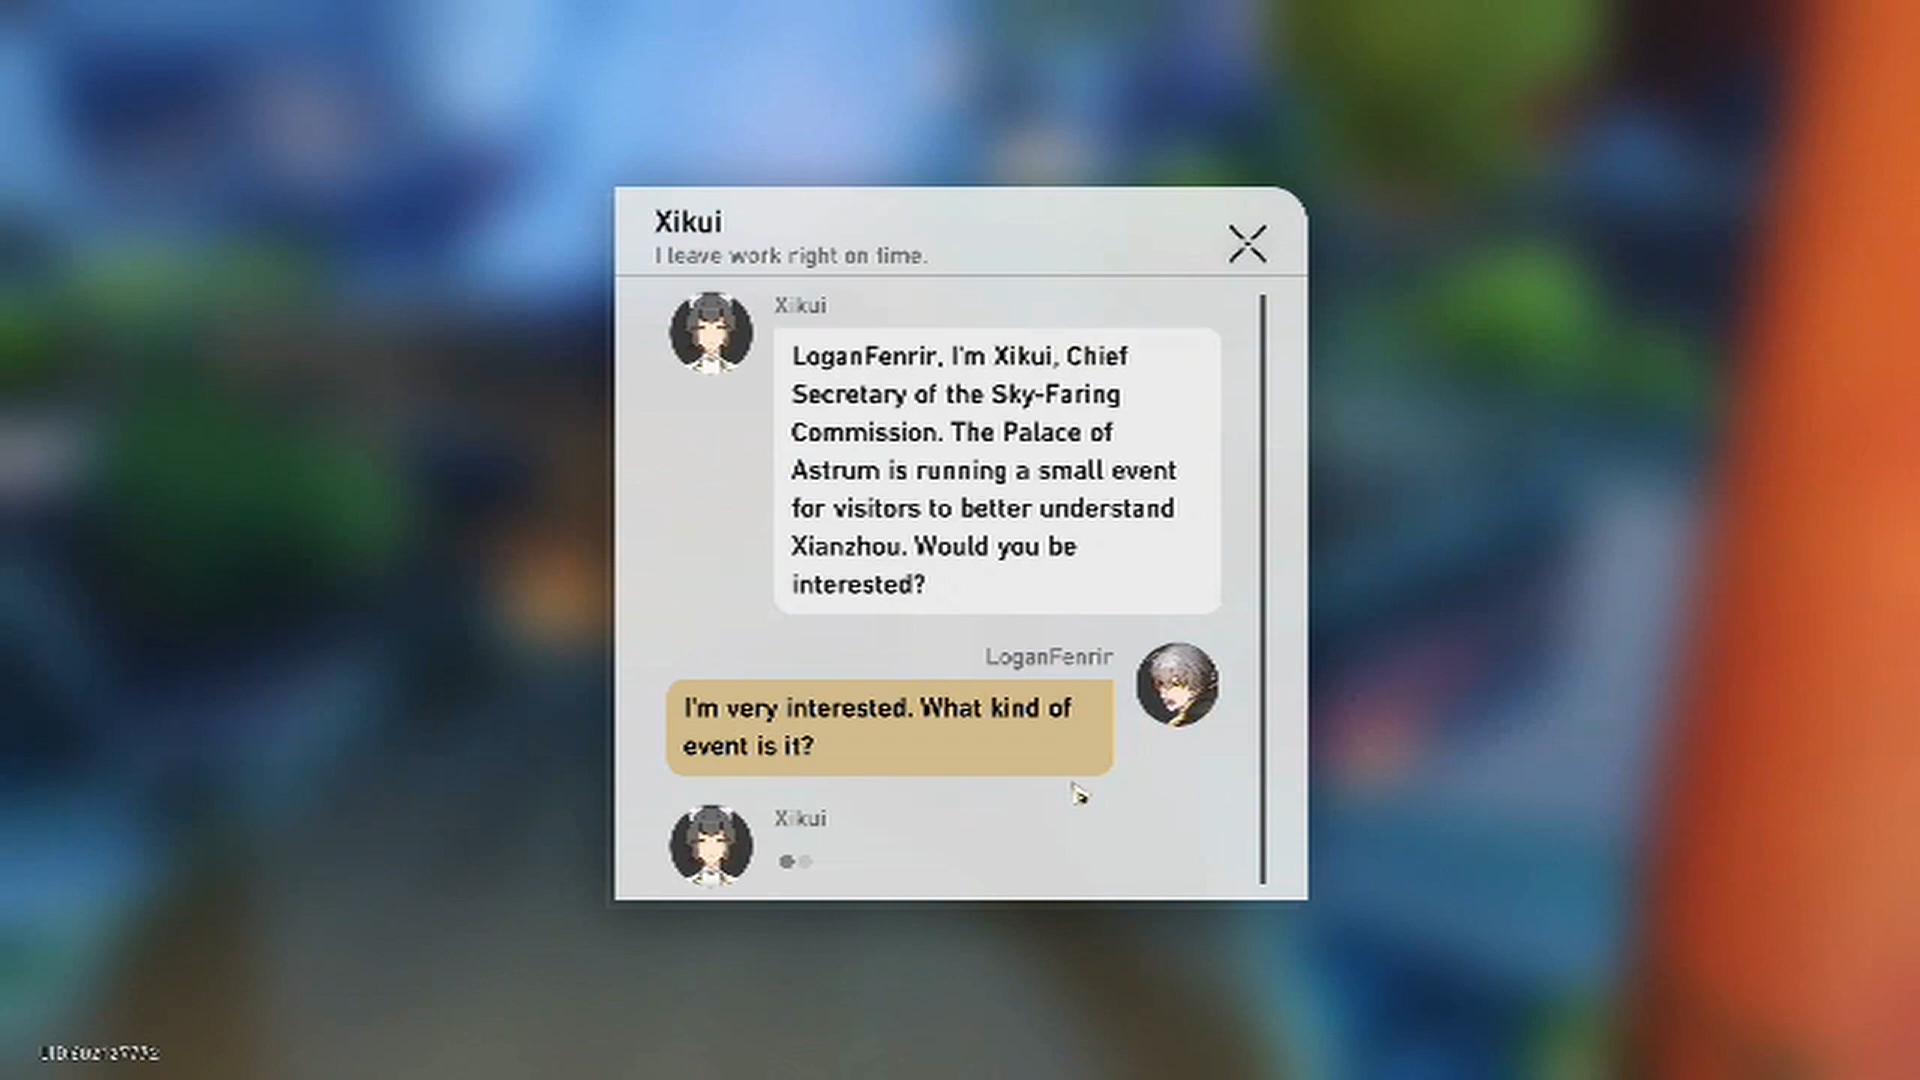 Xikui
I leave work right on time.
Xikui
LoganFenrir, I'm Xikui, Chief
Secretary of the Sky-Faring
Commission. The Palace of
Astrum is running a small event
for visitors to better understand
Xianzhou. Would you be
interested?
LoganFenrir
I'm very interested. What kind of
event is it?
Xikui